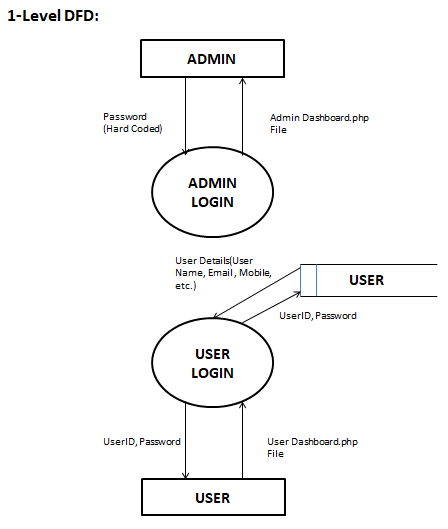 1-Level DFD:
ADMIN
Password
(Hard Coded)
Admin Dashboard.php
File
ADMIN
LOGIN
User Details(User
Name, Email, Mobile,
etc.)
USER
UserID, Password
USER
LOGIN
UserID, Password
User Dashboard.php
File
USER